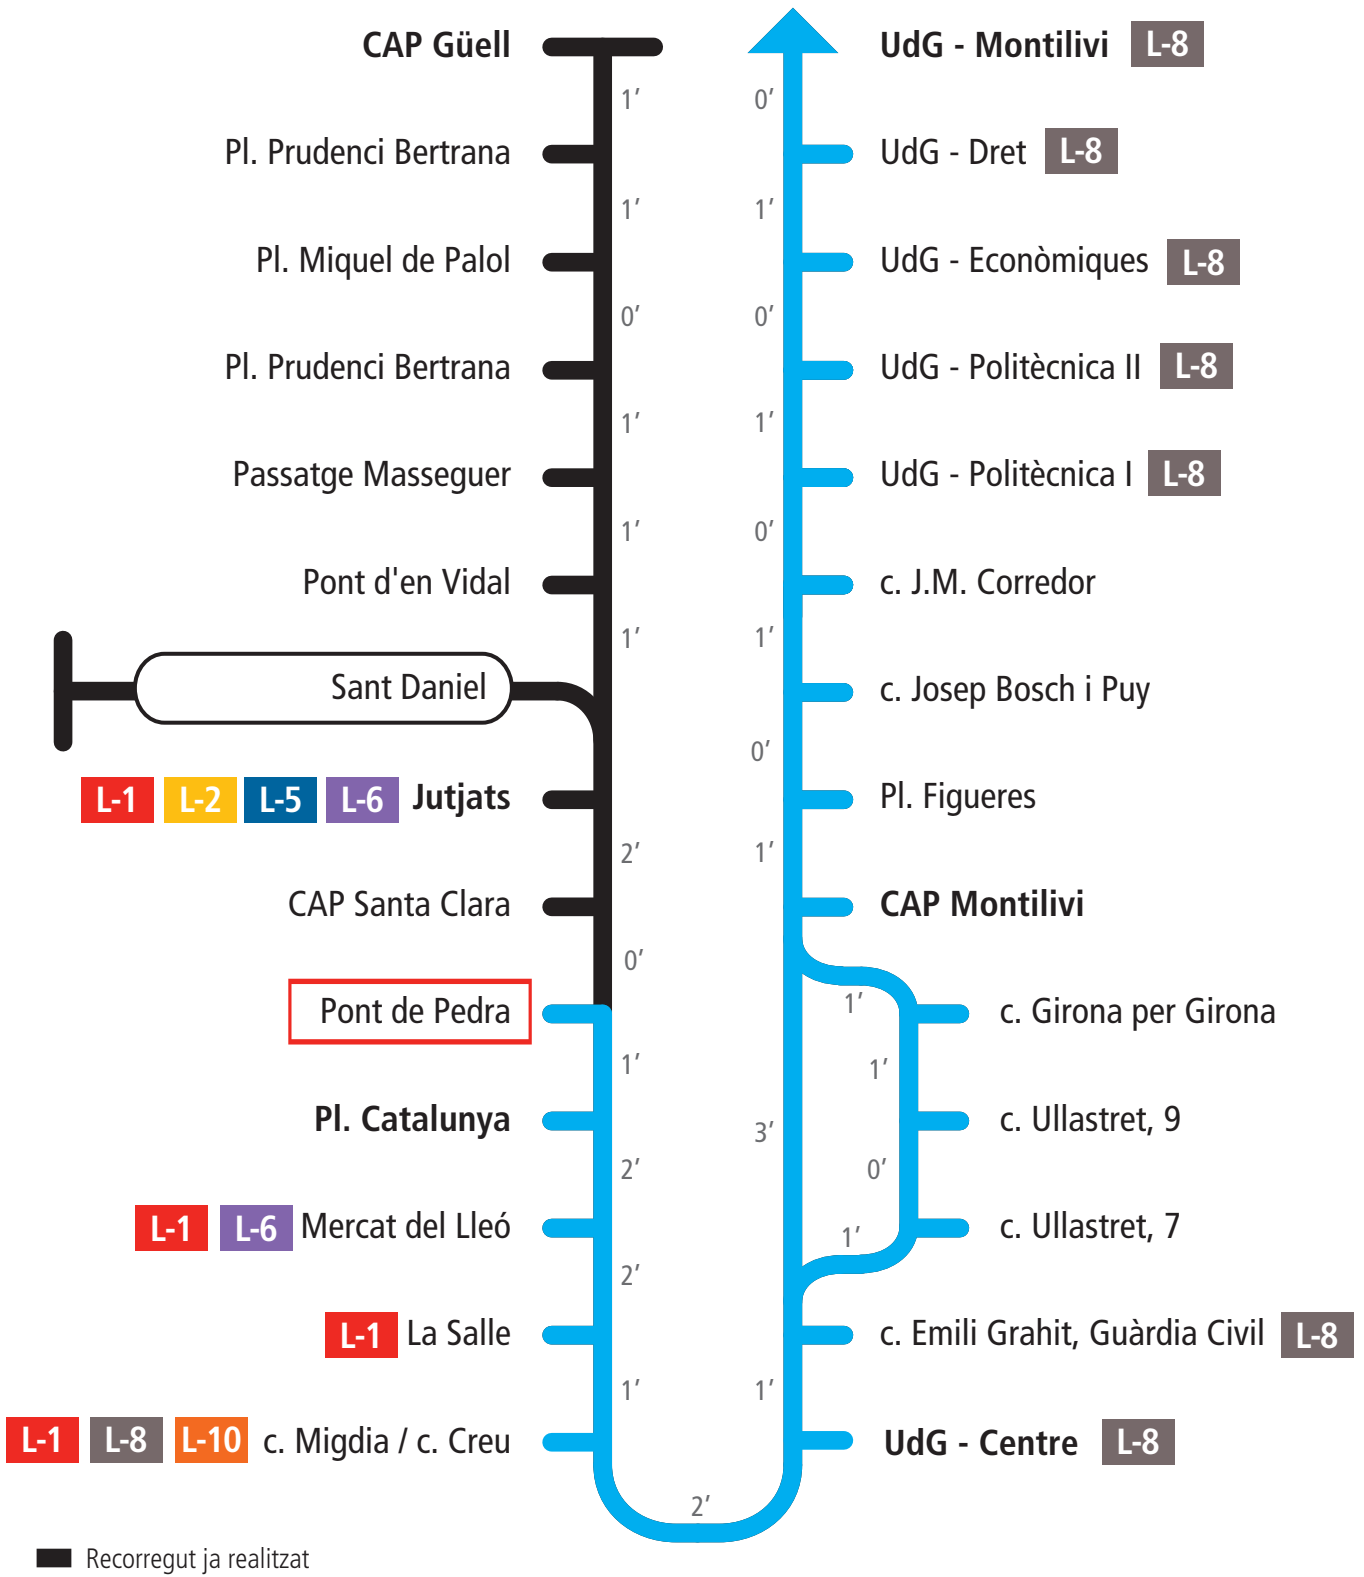 CAP Güell
1’
Pl. Prudenci Bertrana
1’
Pl. Miquel de Palol
0’
Pl. Prudenci Bertrana
1’
Passatge Masseguer
1’
Pont d'en Vidal
1’
Sant Daniel
L-1 L-2 L-5 L-6 Jutjats
2’
CAP Santa Clara
0’
Pont de Pedra
1’
Pl. Catalunya
2’
L-1 L-6 Mercat del Lleó
2’
L-1 La Salle
1’
L-1 L-8 L-10 c. Migdia / c. Creu
2’
UdG - Montilivi L-8
0’
UdG - Dret L-8
1’
UdG - Econòmiques L-8
0’
UdG - Politècnica II L-8
1’
UdG - Politècnica I L-8
0’
c. J.M. Corredor
1’
c. Josep Bosch i Puy
0’
Pl. Figueres
1’
CAP Montilivi
1’
c. Girona per Girona
1’
c. Ullastret, 9
3’
0’
c. Ullastret, 7
1’
c. Emili Grahit, Guàrdia Civil L-8
1’
UdG - Centre L-8
Recorregut ja realitzat